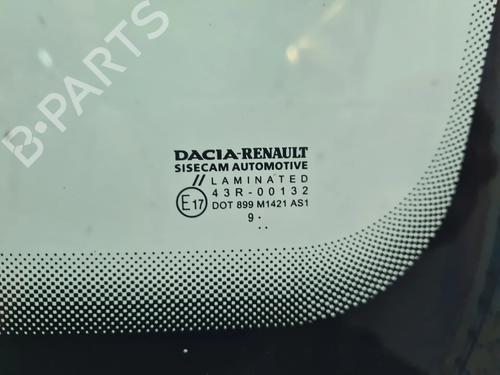 B-Parts
DACIA-RENAULT
SISECAM AUTOMOTIVE
// LAMINATED
43R-00132
E17
DOT 899 M1421 AS1
9 .
..